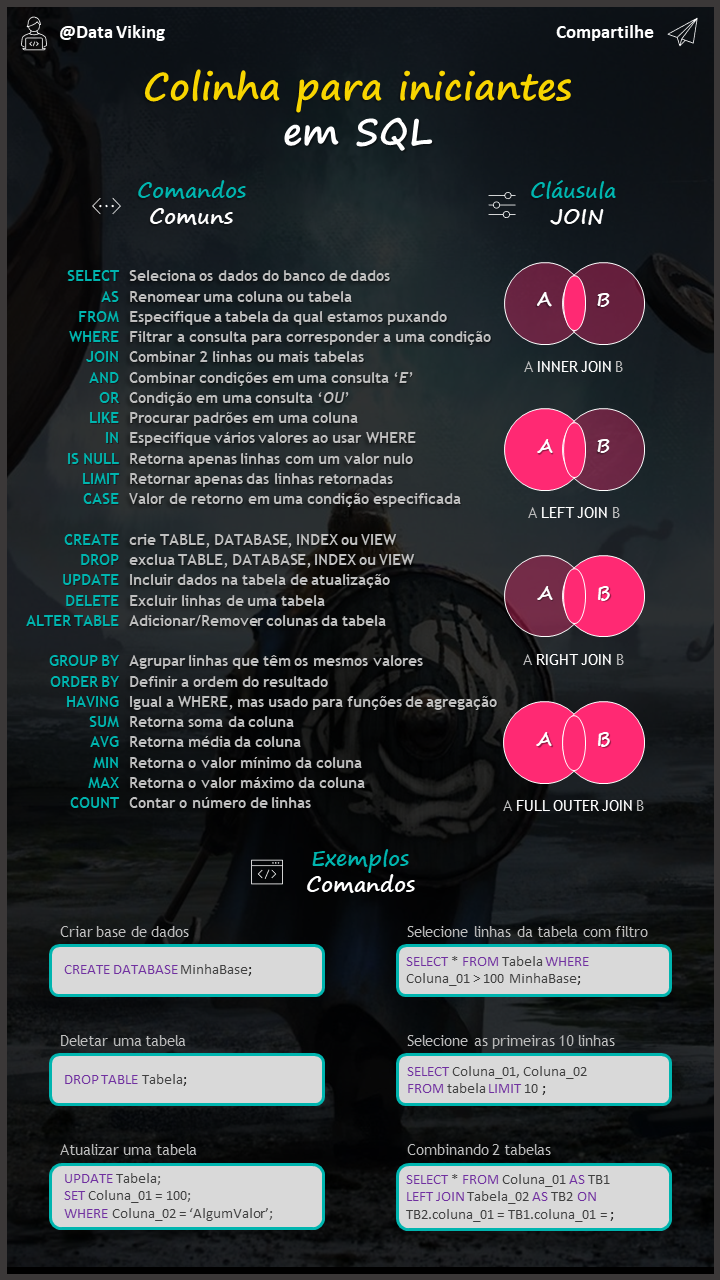 @Data Viking
Compartilhe
Colinha para iniciantes
em SQL
Comandos
Comuns
SELECT Seleciona os dados do banco de dados
AS Renomear uma coluna ou tabela
FROM Especifique a tabela da qual estamos puxando
WHERE Filtrar a consulta para corresponder a uma condição
JOIN Combinar 2 linhas ou mais tabelas
AND Combinar condições em uma consulta ‘E’
OR Condição em uma consulta ‘OU’
LIKE Procurar padrões em uma coluna
IN Especifique vários valores ao usar WHERE
IS NULL Retorna apenas linhas com um valor nulo
LIMIT Retornar apenas das linhas retornadas
CASE Valor de retorno em uma condição especificada
CREATE crie TABLE, DATABASE, INDEX ou VIEW
DROP exclua TABLE, DATABASE, INDEX ou VIEW
UPDATE Incluir dados na tabela de atualização
DELETE Excluir linhas de uma tabela
ALTER TABLE Adicionar/Remover colunas da tabela
GROUP BY Agrupar linhas que têm os mesmos valores
ORDER BY Definir a ordem do resultado
HAVING Igual a WHERE, mas usado para funções de agregação
SUM Retorna soma da coluna
AVG Retorna média da coluna
MIN Retorna o valor mínimo da coluna
MAX Retorna o valor máximo da coluna
COUNT Contar o número de linhas
Cláusula
JOIN
A B
A INNER JOIN B
A B
A LEFT JOIN B
A B
A RIGHT JOIN B
A B
A FULL OUTER JOIN B
Exemplos
Comandos
Criar base de dados
CREATE DATABASE MinhaBase;
Selecione linhas da tabela com filtro
SELECT * FROM Tabela WHERE
Coluna_01 > 100 MinhaBase;
Deletar uma tabela
DROP TABLE Tabela;
Selecione as primeiras 10 linhas
SELECT Coluna_01, Coluna_02
FROM tabela LIMIT 10 ;
Atualizar uma tabela
UPDATE Tabela;
SET Coluna_01 = 100;
WHERE Coluna_02 = ‘AlgumValor’;
Combinando 2 tabelas
SELECT * FROM Coluna_01 AS TB1
LEFT JOIN Tabela_02 AS TB2 ON
TB2.coluna_01 = TB1.coluna_01 = ;